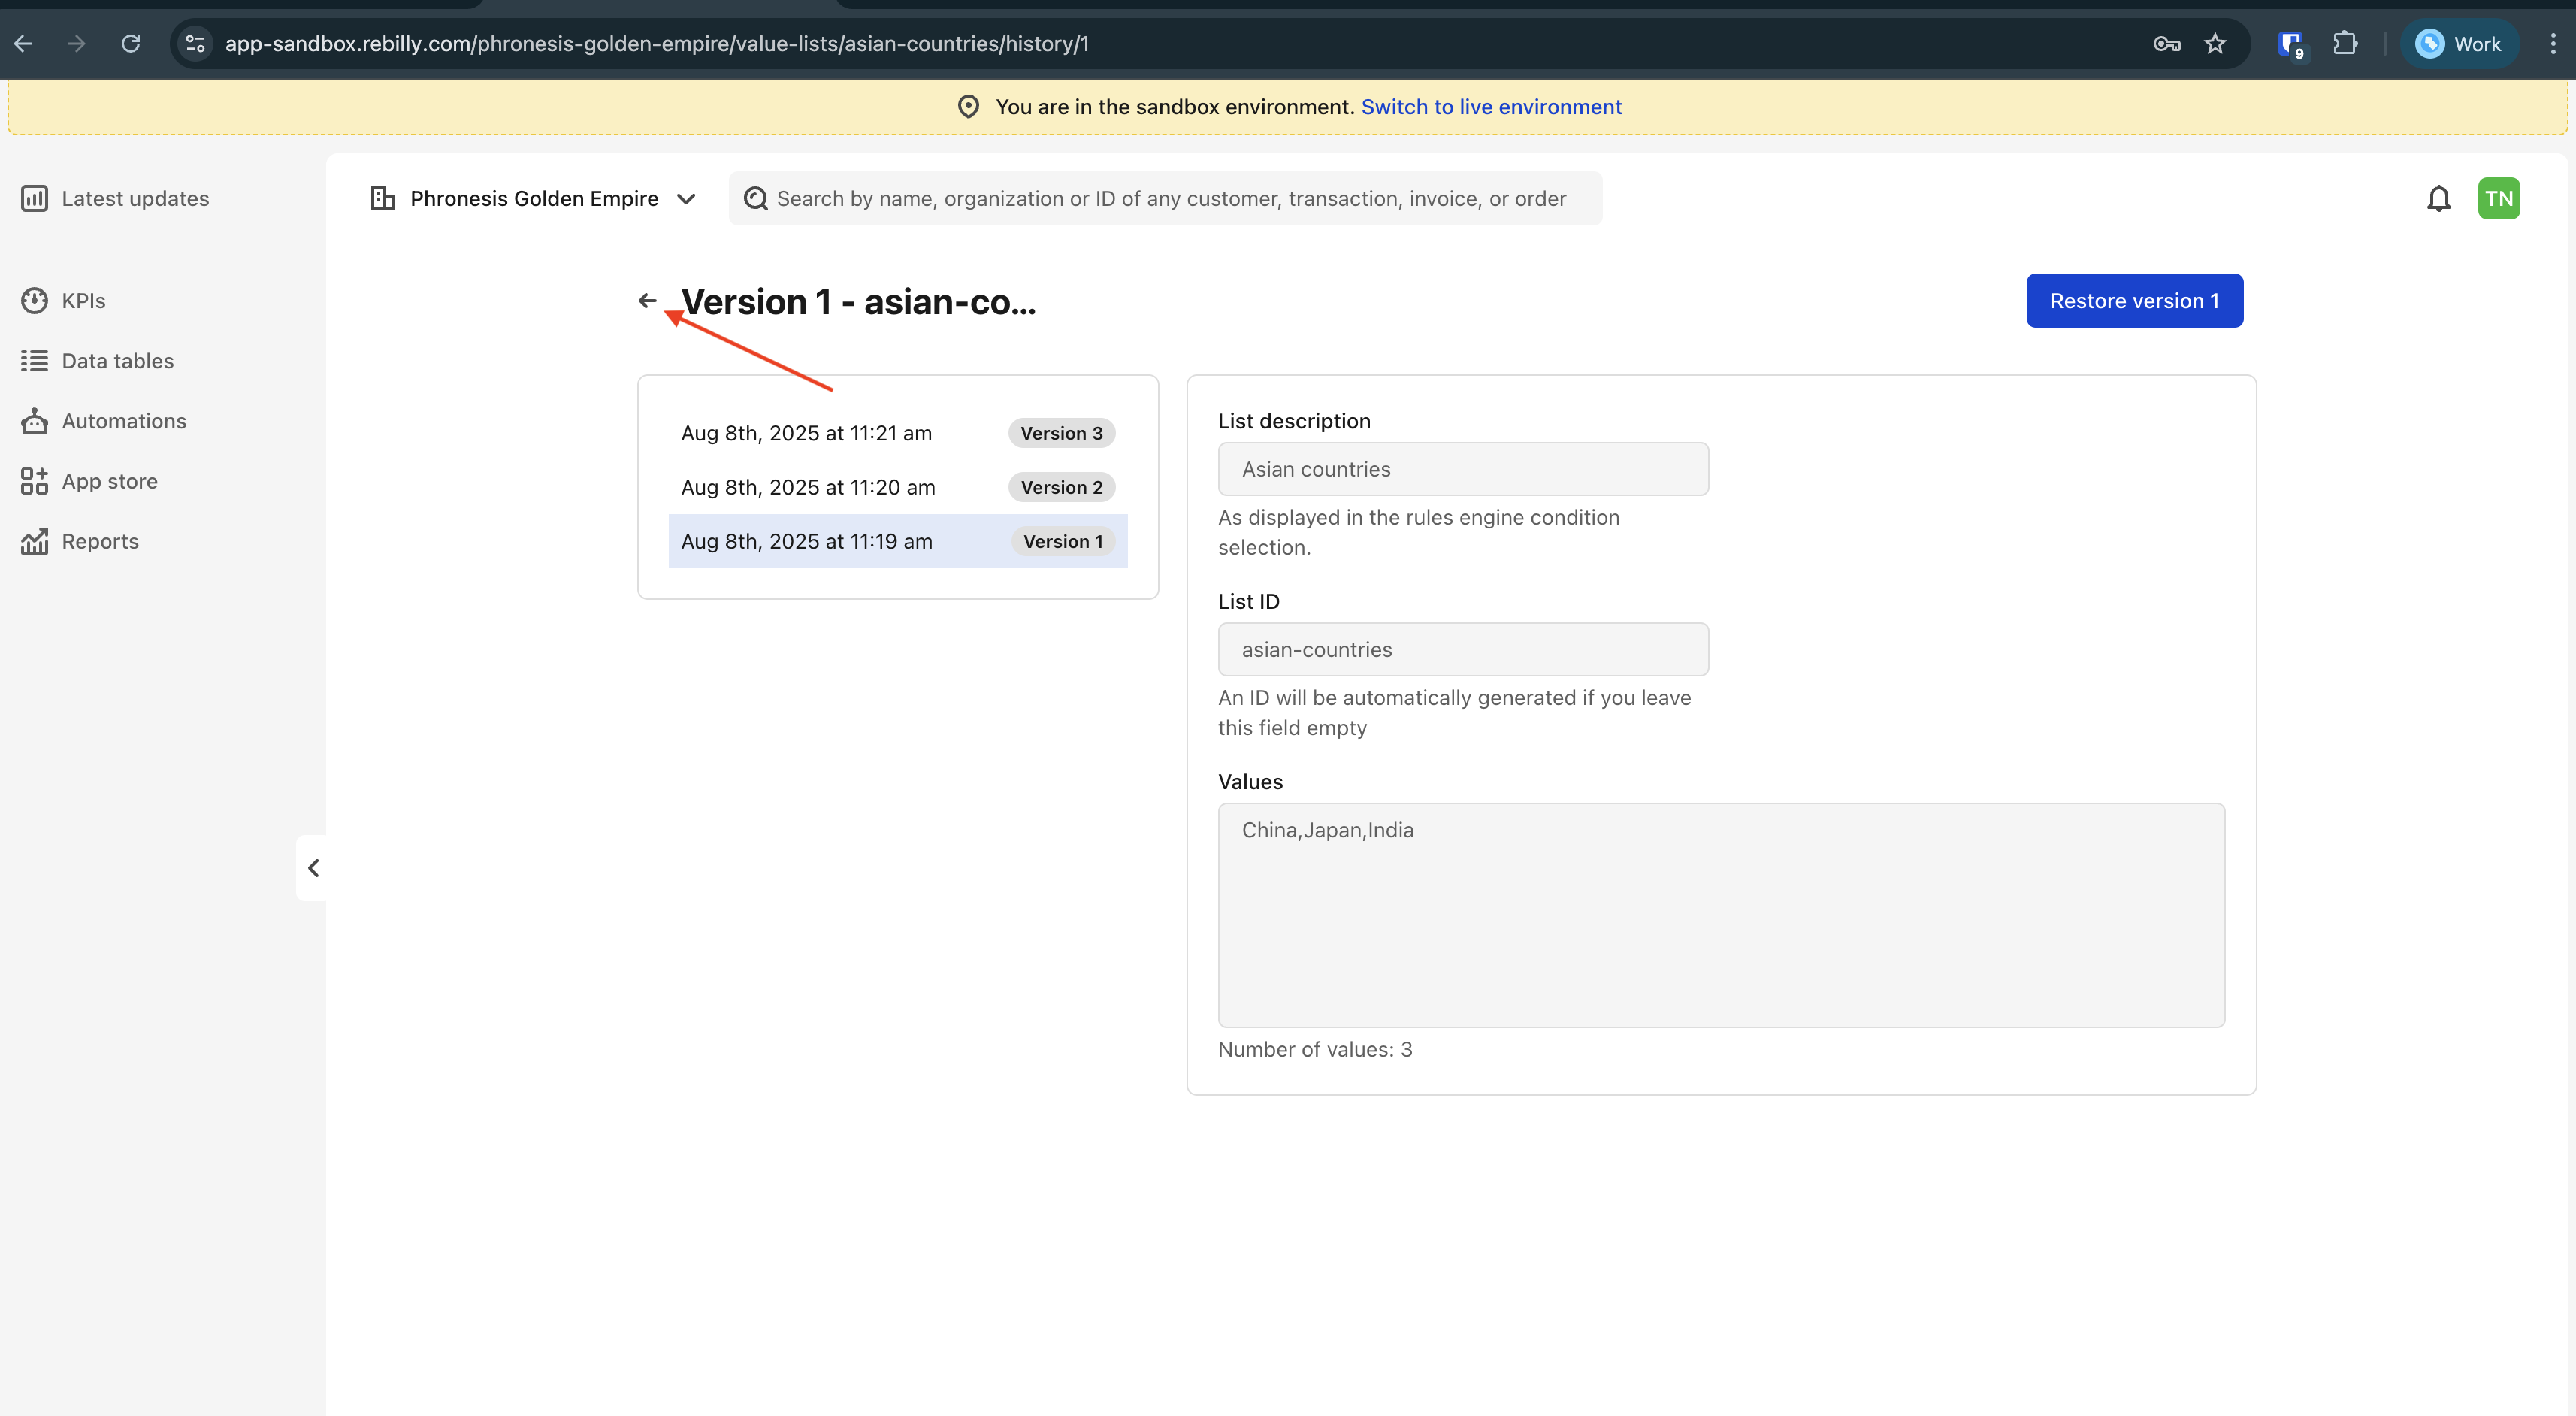 app-sandbox.rebilly.com/phronesis-golden-empire/value-lists/asian-countries/history/1
9
Work
You are in the sandbox environment. Switch to live environment
Latest updates
Phronesis Golden Empire
Search by name, organization or ID of any customer, transaction, invoice, or order
TN
KPIs
Data tables
Automations
App store
Reports
Version 1 - asian-co...
Restore version 1
Aug 8th, 2025 at 11:21 am Version 3
Aug 8th, 2025 at 11:20 am Version 2
Aug 8th, 2025 at 11:19 am Version 1
List description
Asian countries
As displayed in the rules engine condition
selection.
List ID
asian-countries
An ID will be automatically generated if you leave
this field empty
Values
China,Japan,India
Number of values: 3